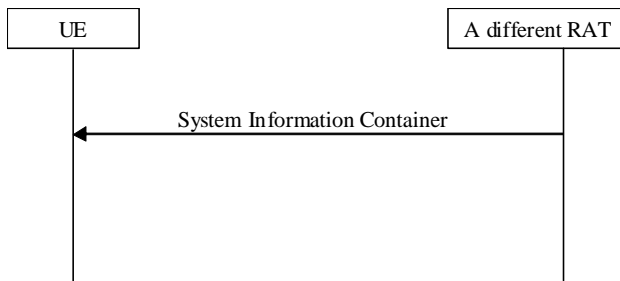 UE
A different RAT
System Information Container